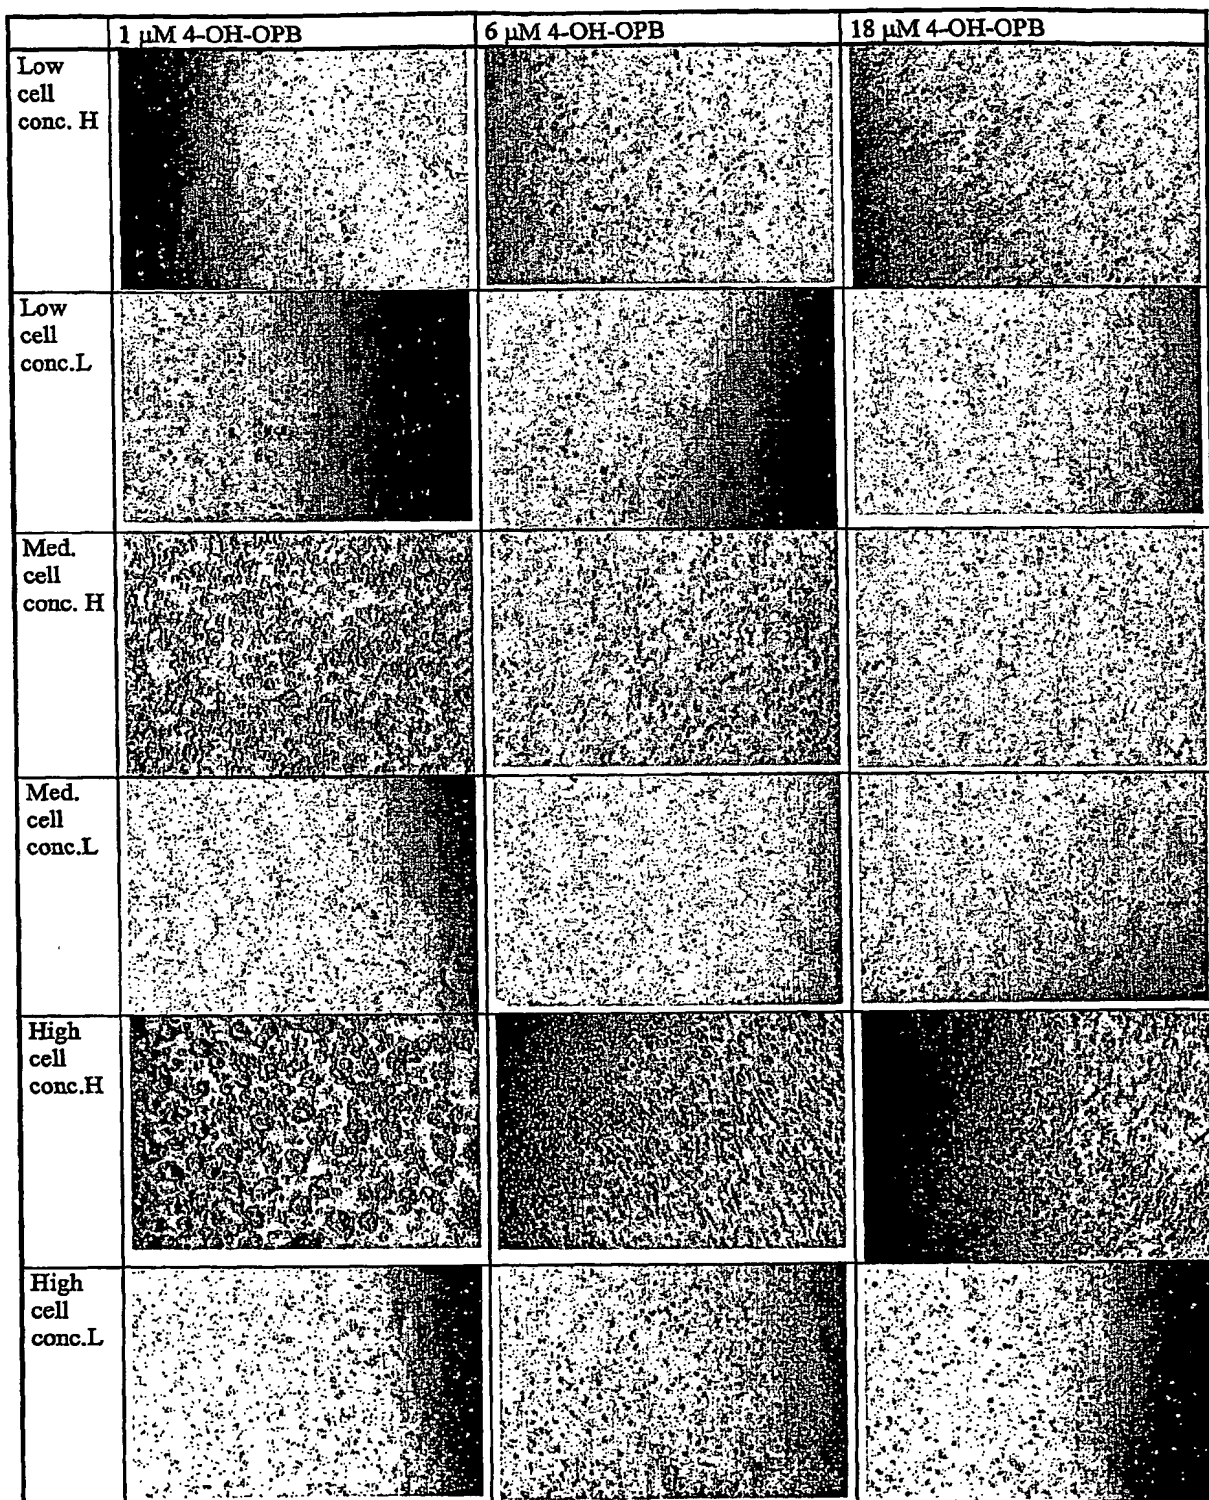 1 µM 4-OH-OPB
6 µM 4-OH-OPB
18 µM 4-OH-OPB
Low
cell
conc. H
Low
cell
conc.L
Med.
cell
conc. H
Med.
cell
conc.L
High
cell
conc.H
High
cell
conc.L